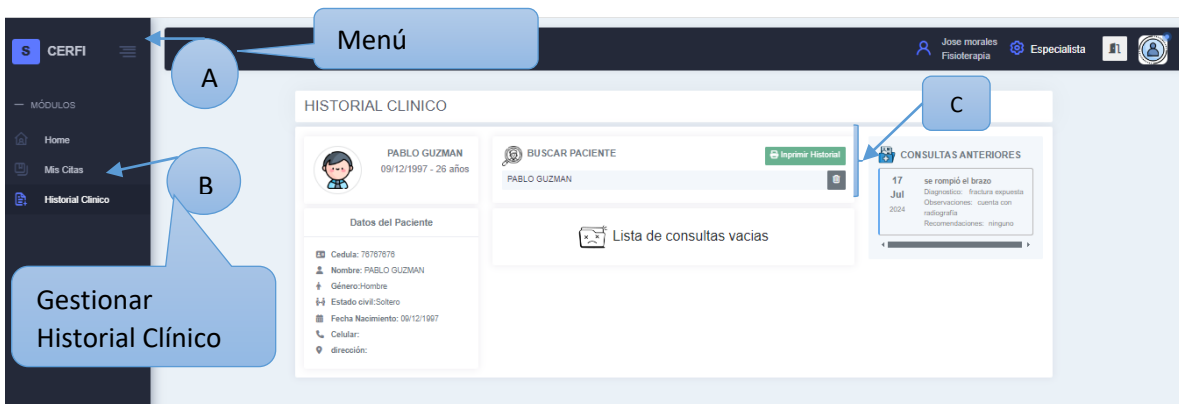 Menú
A
S CERFI
Jose morales
Fisioterapia
Especialista
MÓDULOS
Home
Mis Citas
Historial Clinico
B
Gestionar
Historial Clínico
HISTORIAL CLINICO
C
PABLO GUZMAN
09/12/1997 - 26 años
Datos del Paciente
Cedula: 76767676
Nombre: PABLO GUZMAN
Género:Hombre
Estado civil:Soltero
Fecha Nacimiento: 09/12/1997
Celular:
dirección:
BUSCAR PACIENTE
Inprimir Historial
PABLO GUZMAN
Lista de consultas vacias
CONSULTAS ANTERIORES
17
Jul
2024
se rompió el brazo
Diagnostico: fractura expuesta
Observaciones: cuenta con
radiografía
Recomendaciones: ninguno